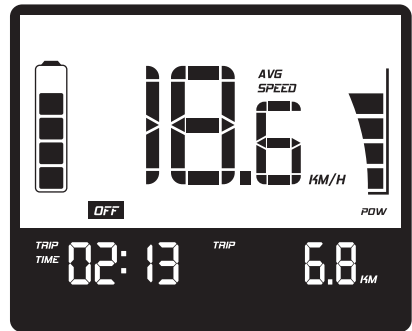 AVG
SPEED
18.6 KM/H
OFF
POW
TRIP TIME 02:13
TRIP 6.8 KM